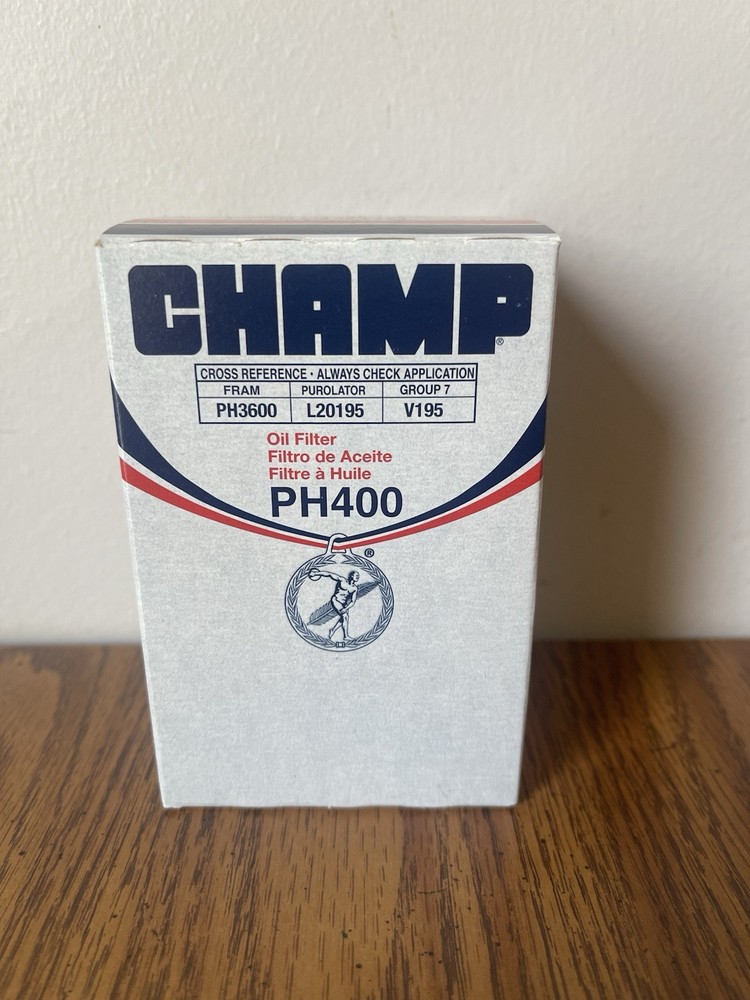 CHAMP®
CROSS REFERENCE · ALWAYS CHECK APPLICATION
FRAM PUROLATOR GROUP 7
PH3600 L20195 V195
Oil Filter
Filtro de Aceite
Filtre à Huile
PH400
®